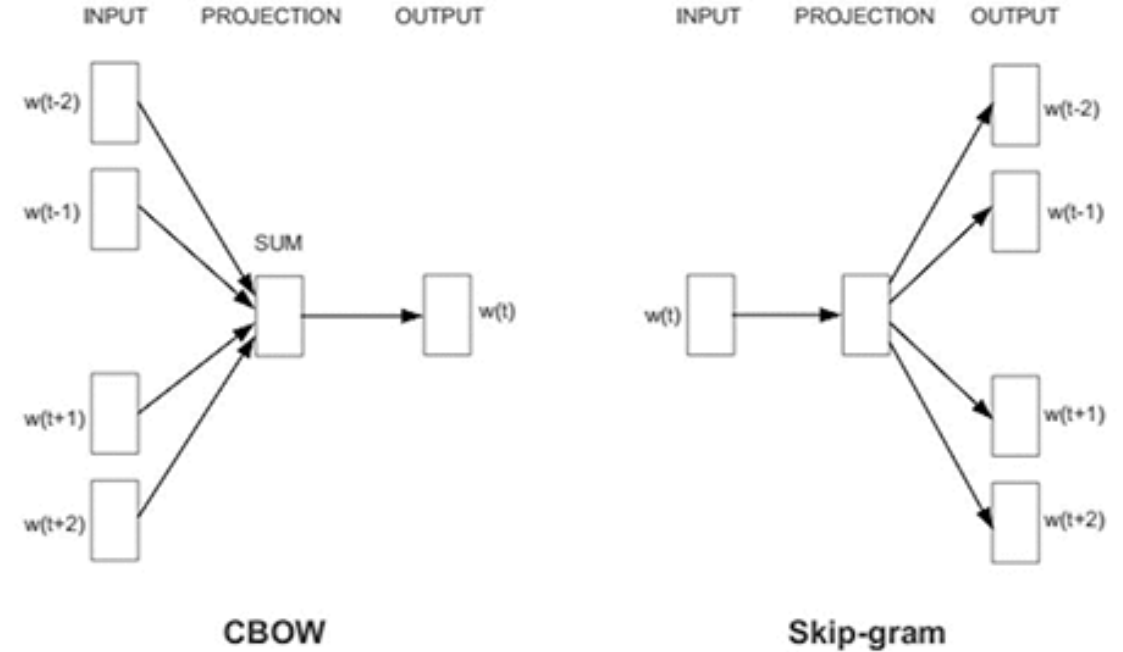 INPUT PROJECTION OUTPUT
w(t-2)
w(t-1)
SUM
w(t)
w(t+1)
w(t+2)
CBOW
INPUT PROJECTION OUTPUT
w(t-2)
w(t-1)
w(t)
w(t+1)
w(t+2)
Skip-gram